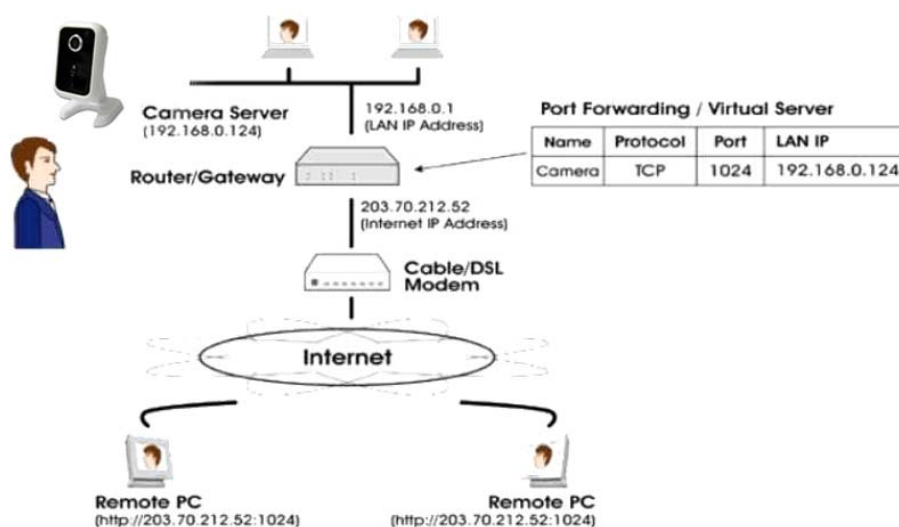 Camera Server
(192.168.0.124)
192.168.0.1
(LAN IP Address)
Router/Gateway
Port Forwarding / Virtual Server
Name Protocol Port LAN IP
Camera TCP 1024 192.168.0.124
203.70.212.52
(Internet IP Address)
Cable/DSL
Modem
Internet
Remote PC
(http://203.70.212.52:1024)
Remote PC
(http://203.70.212.52:1024)